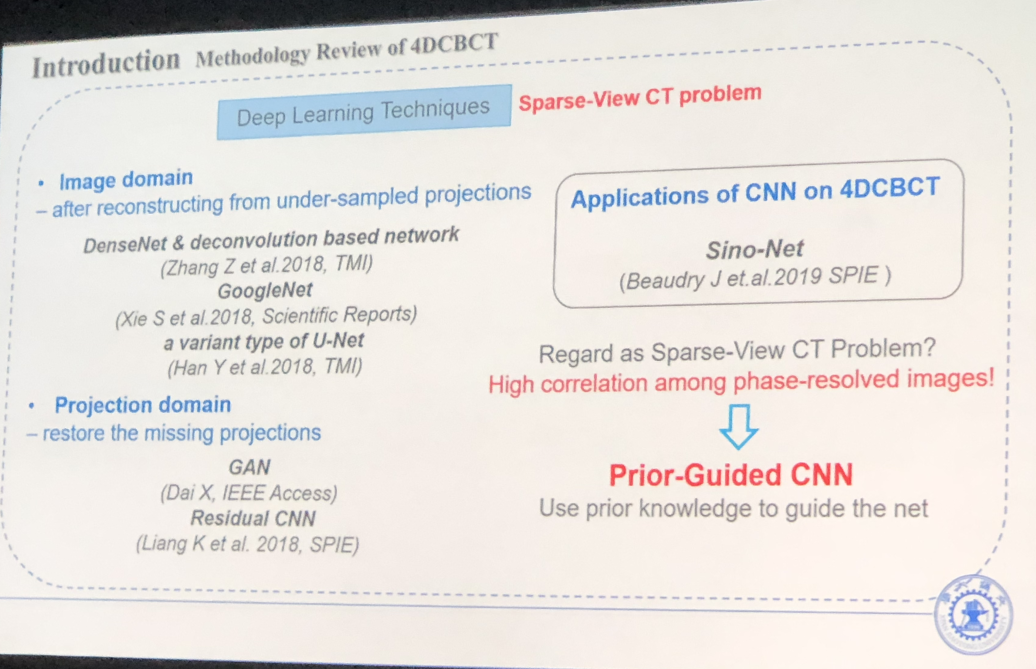 Introduction Methodology Review of 4DCBCT
Deep Learning Techniques
Sparse-View CT problem
• Image domain
– after reconstructing from under-sampled projections
DenseNet & deconvolution based network
(Zhang Z et al.2018, TMI)
GoogleNet
(Xie S et al.2018, Scientific Reports)
a variant type of U-Net
(Han Y et al.2018, TMI)
• Projection domain
– restore the missing projections
GAN
(Dai X, IEEE Access)
Residual CNN
(Liang K et al. 2018, SPIE)
Applications of CNN on 4DCBCT
Sino-Net
(Beaudry J et.al.2019 SPIE )
Regard as Sparse-View CT Problem?
High correlation among phase-resolved images!
Prior-Guided CNN
Use prior knowledge to guide the net